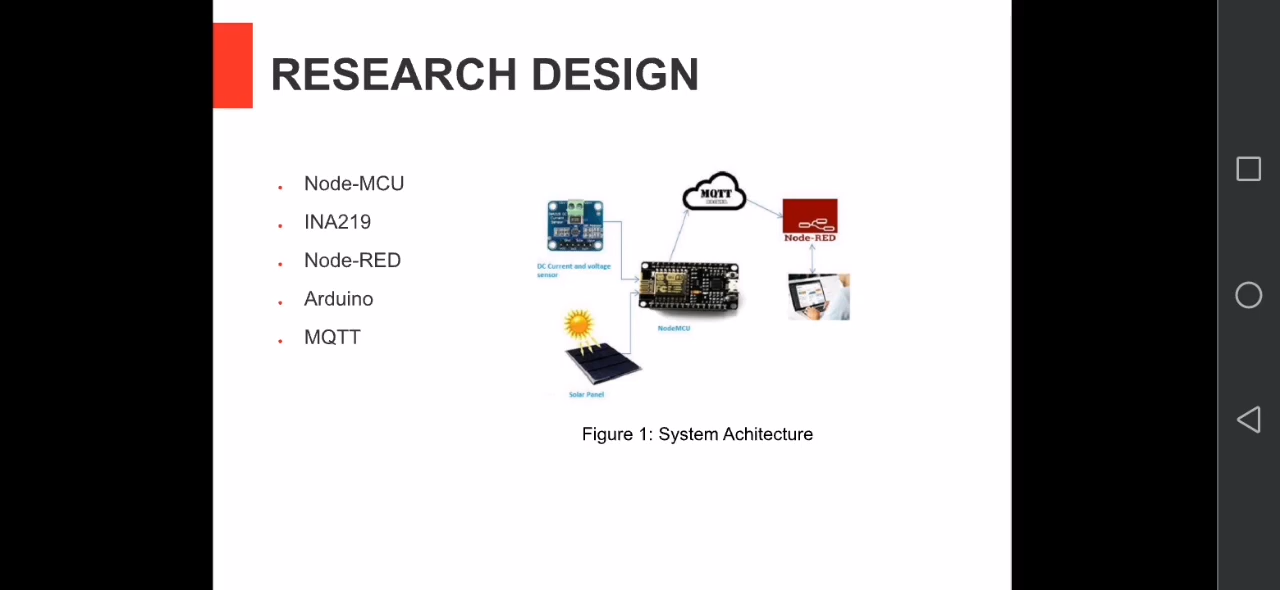 RESEARCH DESIGN
Node-MCU
INA219
Node-RED
Arduino
MQTT
MQTT
Node-RED
DC Current and voltage
sensor
NodeMCU
Solar Panel
Figure 1: System Achitecture